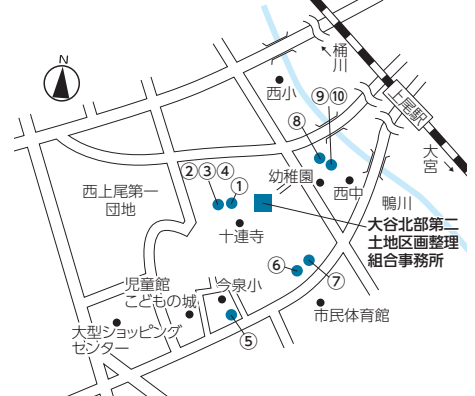 N
桶川
西小
上尾駅
⑨⑩
⑧
大宮
②③④
①
幼稚園
西中
鴨川
西上尾第一
団地
十連寺
大谷北部第二
土地区画整理
組合事務所
⑥
⑦
児童館
こどもの城
今泉小
市民体育館
大型ショッピング
センター
⑤